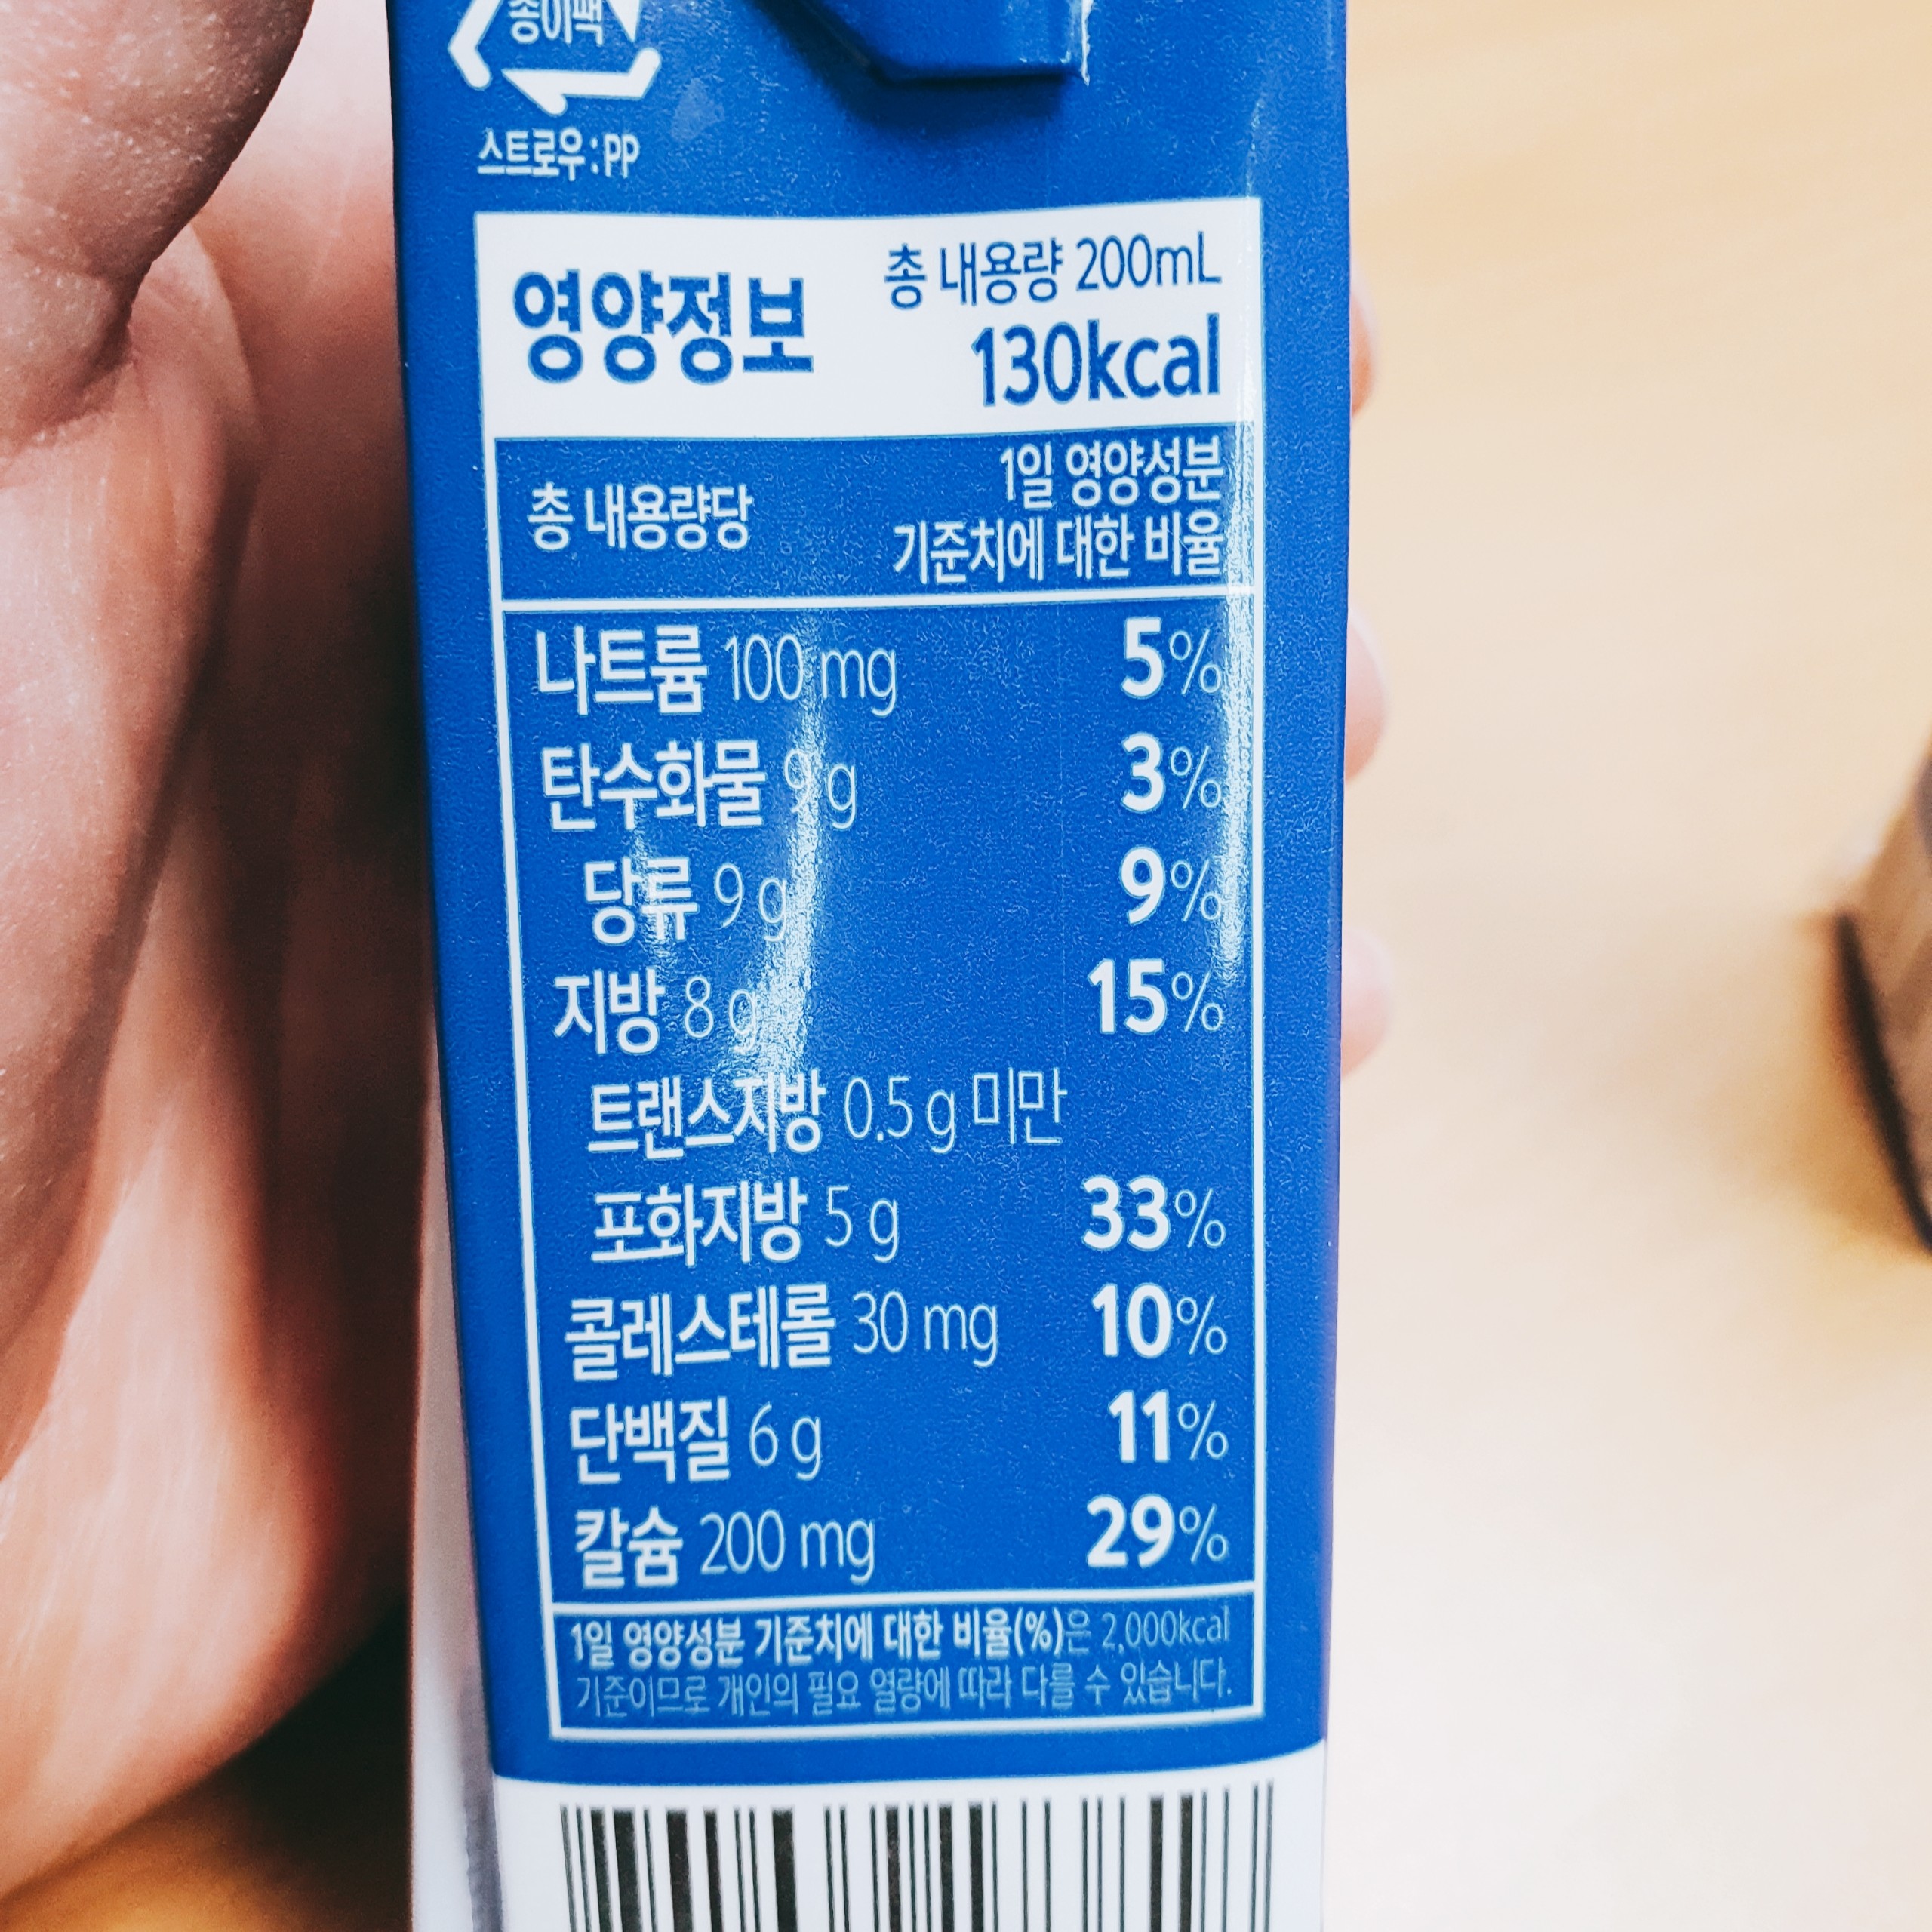 종이팩
스트로우:PP
영양정보
총 내용량 200mL
130kcal
총 내용량당
1일 영양성분
기준치에 대한 비율
나트륨 100 mg 5%
탄수화물 9 g 3%
당류 9 g 9%
지방 8 g 15%
트랜스지방 0.5 g 미만
포화지방 5 g 33%
콜레스테롤 30 mg 10%
단백질 6 g 11%
칼슘 200 mg 29%
1일 영양성분 기준치에 대한 비율(%)은 2,000kcal
기준이므로 개인의 필요 열량에 따라 다를 수 있습니다.